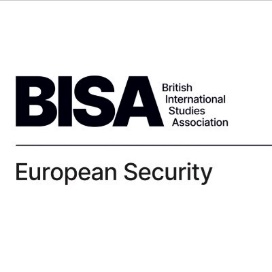 BISA
British
International
Studies
Association
European Security